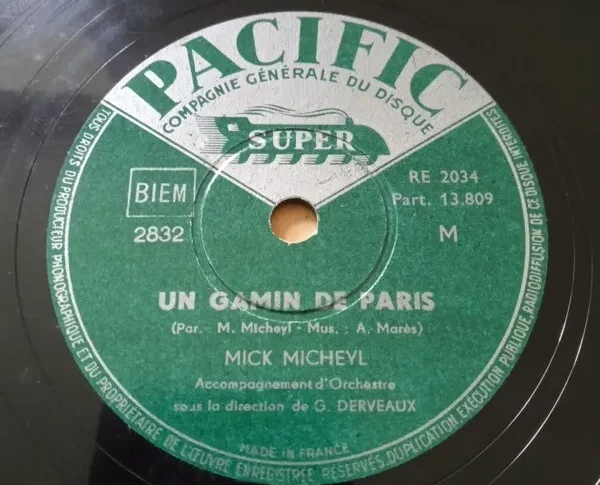 PACIFIC
COMPAGNIE GÉNÉRALE DU DISQUE
SUPER
BIEM
2832
RE 2034
Part. 13.809
M
UN GAMIN DE PARIS
(Par. - M. Micheyl - Mus. : A. Marès)
MICK MICHEYL
Accompagnement d'Orchestre
sous la direction de G. DERVEAUX
MADE IN FRANCE
TOUS DROITS DU PRODUCTEUR PHONOGRAPHIQUE ET DU PROPRIÉTAIRE DE L'ŒUVRE ENREGISTRÉE RÉSERVÉS. DUPLICATION EXÉCUTION PUBLIQUE, RADIODIFFUSION DE CE DISQUE INTERDITES